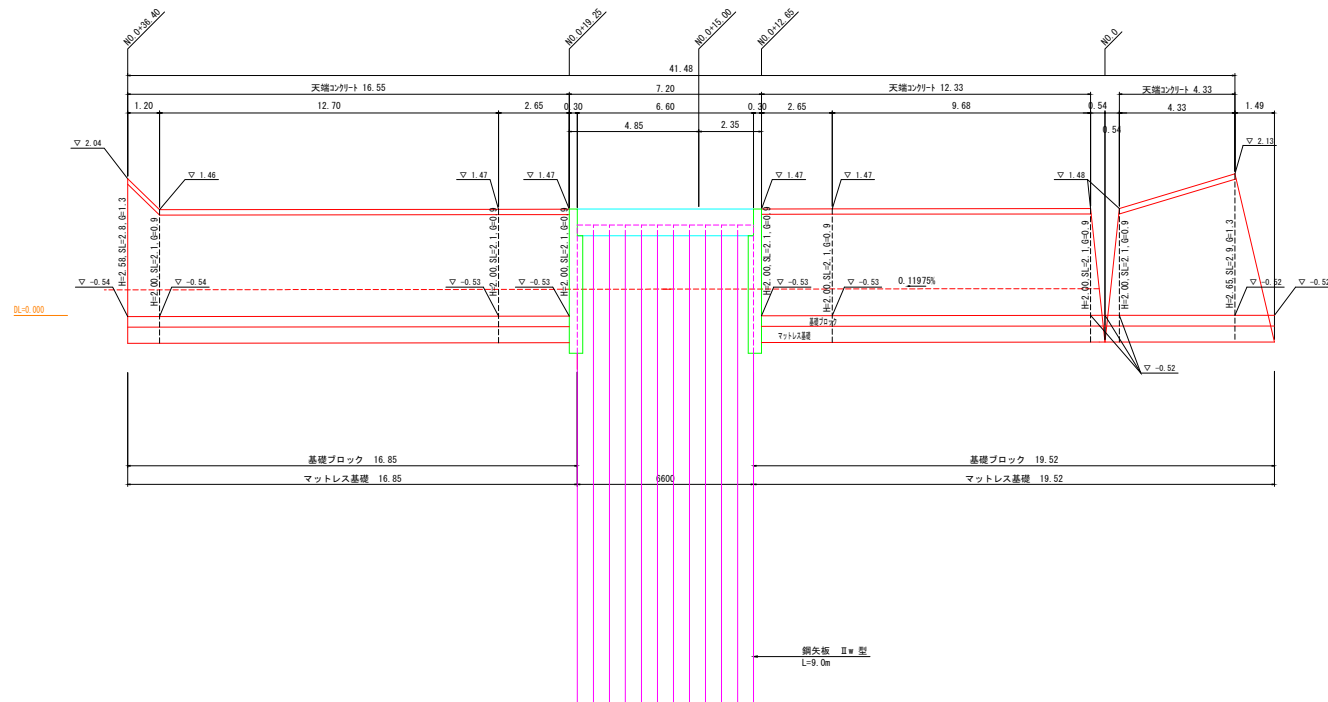 NO.0+36.40
NO.0+19.25
NO.0+15.00
NO.0+12.65
NO.0
41.48
天端コンクリート 16.55
7.20
天端コンクリート 12.33
天端コンクリート 4.33
1.20
12.70
2.65
0.30
6.60
0.30
2.65
9.68
0.54
4.33
1.49
4.85
2.35
0.54
▽ 2.04
▽ 1.46
▽ 1.47
▽ 1.47
▽ 1.47
▽ 1.47
▽ 1.48
▽ 2.13
H=2.58,SL=2.8,G=1.3
H=2.00,SL=2.1,G=0.9
H=2.00,SL=2.1,G=0.9
H=2.00,SL=2.1,G=0.9
H=2.00,SL=2.1,G=0.9
H=2.00,SL=2.1,G=0.9
H=2.00,SL=2.1,G=0.9
H=2.00,SL=2.1,G=0.9
H=2.65,SL=2.9,G=1.3
▽ -0.54
▽ -0.54
▽ -0.53
▽ -0.53
▽ -0.53
▽ -0.53
0.11975%
▽ -0.52
▽ -0.52
DL=0.000
基礎ブロック
マットレス基礎
▽ -0.52
基礎ブロック 16.85
基礎ブロック 19.52
マットレス基礎 16.85
6600
マットレス基礎 19.52
鋼矢板 Ⅱw 型
L=9.0m